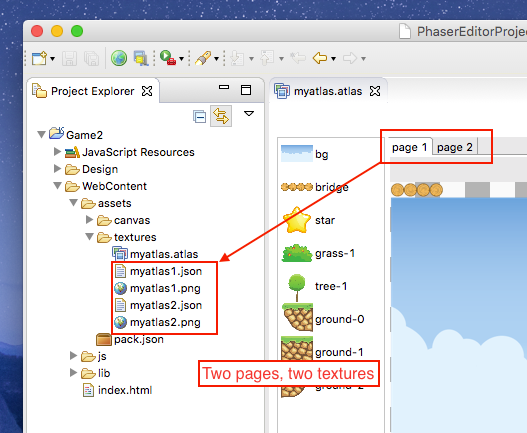 PhaserEditorProje
Project Explorer
myatlas.atlas
page 1
page 2
Game2
JavaScript Resources
Design
WebContent
assets
canvas
textures
myatlas.atlas
myatlas1.json
myatlas1.png
myatlas2.json
myatlas2.png
pack.json
js
lib
index.html
bg
bridge
star
grass-1
tree-1
ground-0
ground-1
Two pages, two textures
ground-2